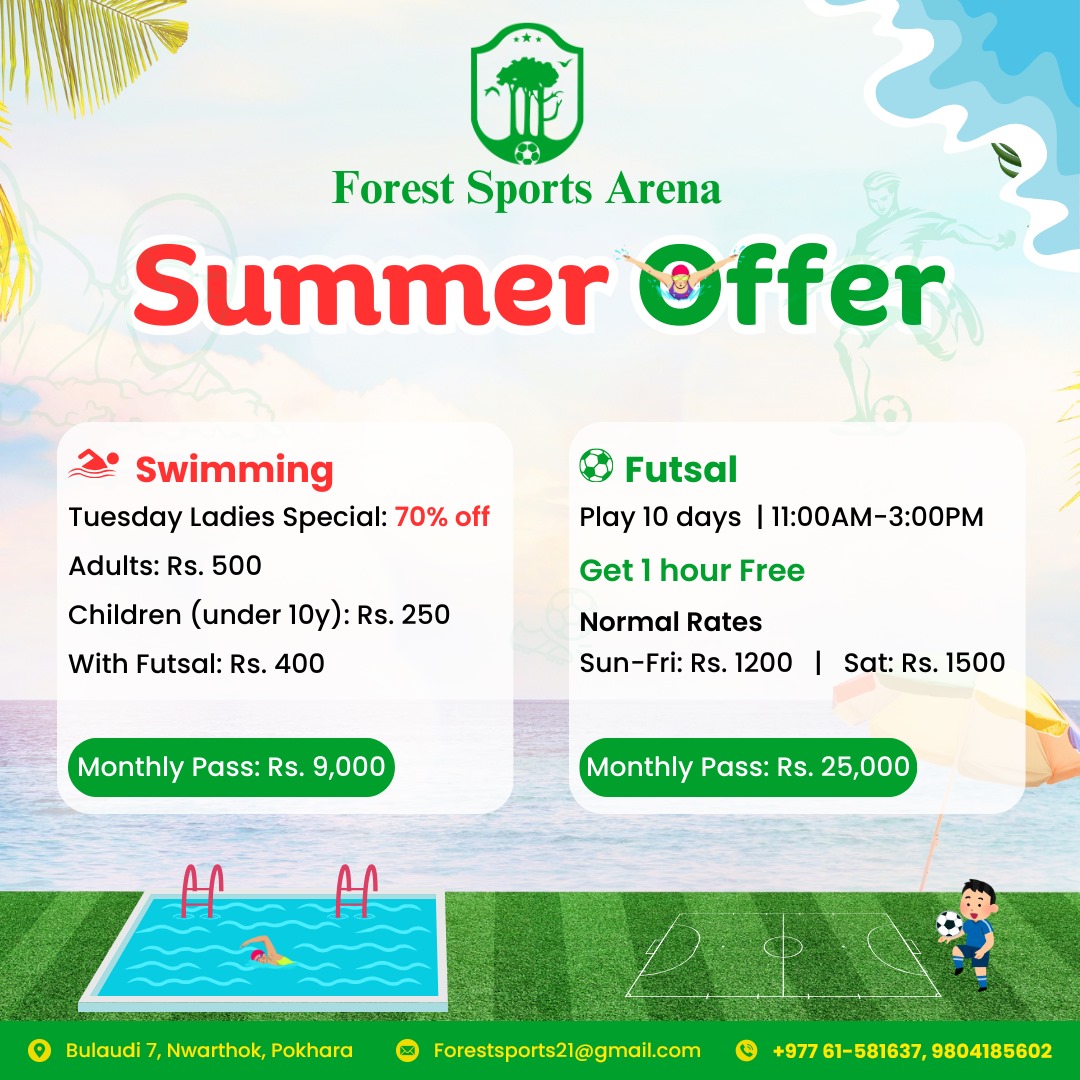 Forest Sports Arena
Summer Offer
Swimming
Tuesday Ladies Special: 70% off
Adults: Rs. 500
Children (under 10y): Rs. 250
With Futsal: Rs. 400
Monthly Pass: Rs. 9,000
Futsal
Play 10 days | 11:00AM-3:00PM
Get 1 hour Free
Normal Rates
Sun-Fri: Rs. 1200 | Sat: Rs. 1500
Monthly Pass: Rs. 25,000
Bulaudi 7, Nwarthok, Pokhara
Forestsports21@gmail.com
+977 61-581637, 9804185602